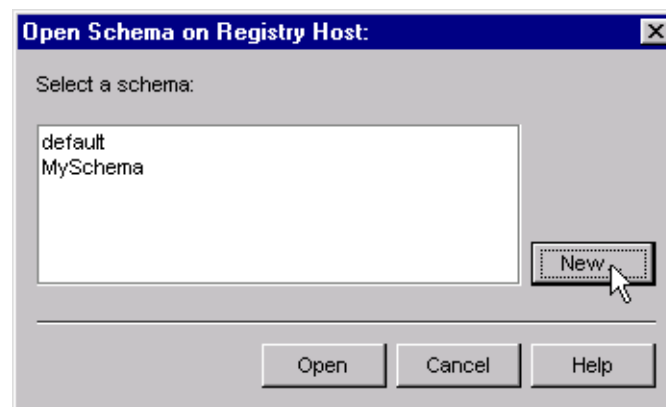 Open Schema on Registry Host:
Select a schema:
default
MySchema
New...
Open Cancel Help